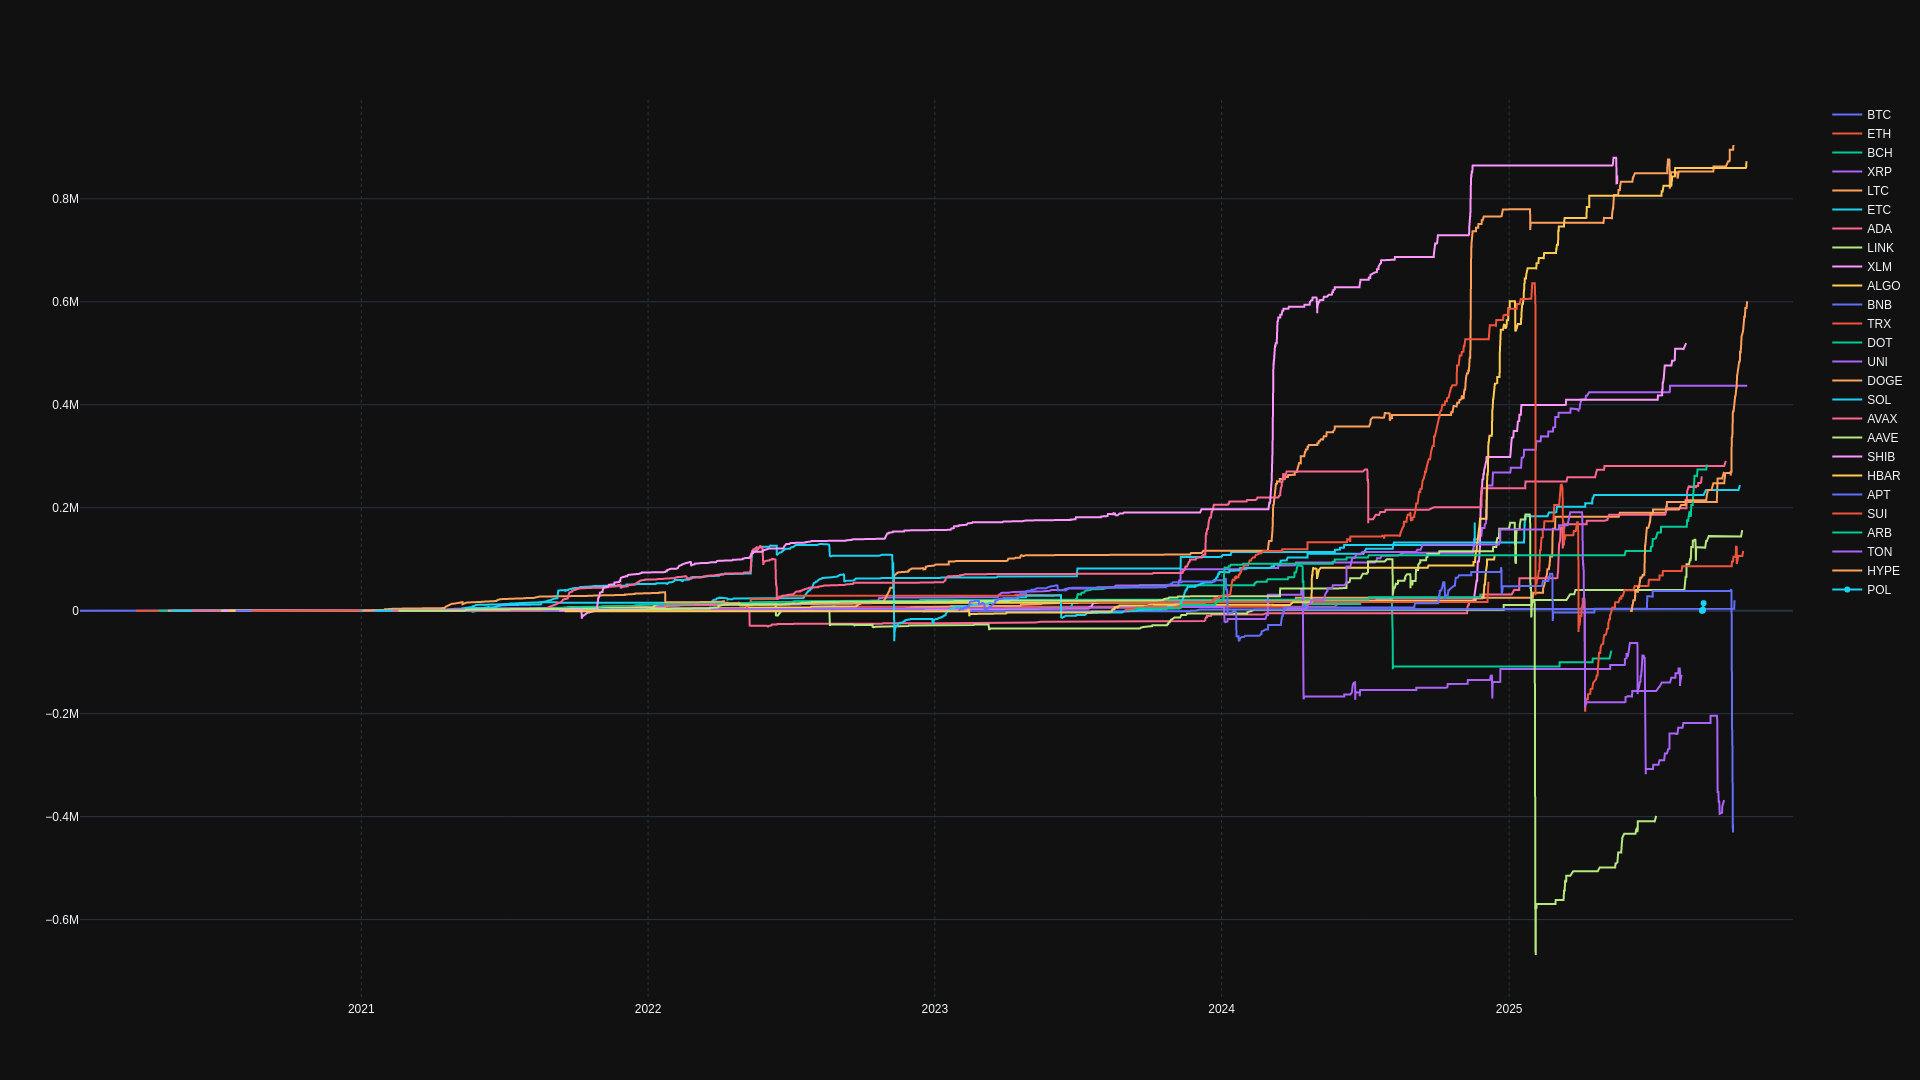 0.8M
0.6M
0.4M
0.2M
0
−0.2M
−0.4M
−0.6M
2021 2022 2023 2024 2025
BTC
ETH
BCH
XRP
LTC
ETC
ADA
LINK
XLM
ALGO
BNB
TRX
DOT
UNI
DOGE
SOL
AVAX
AAVE
SHIB
HBAR
APT
SUI
ARB
TON
HYPE
POL